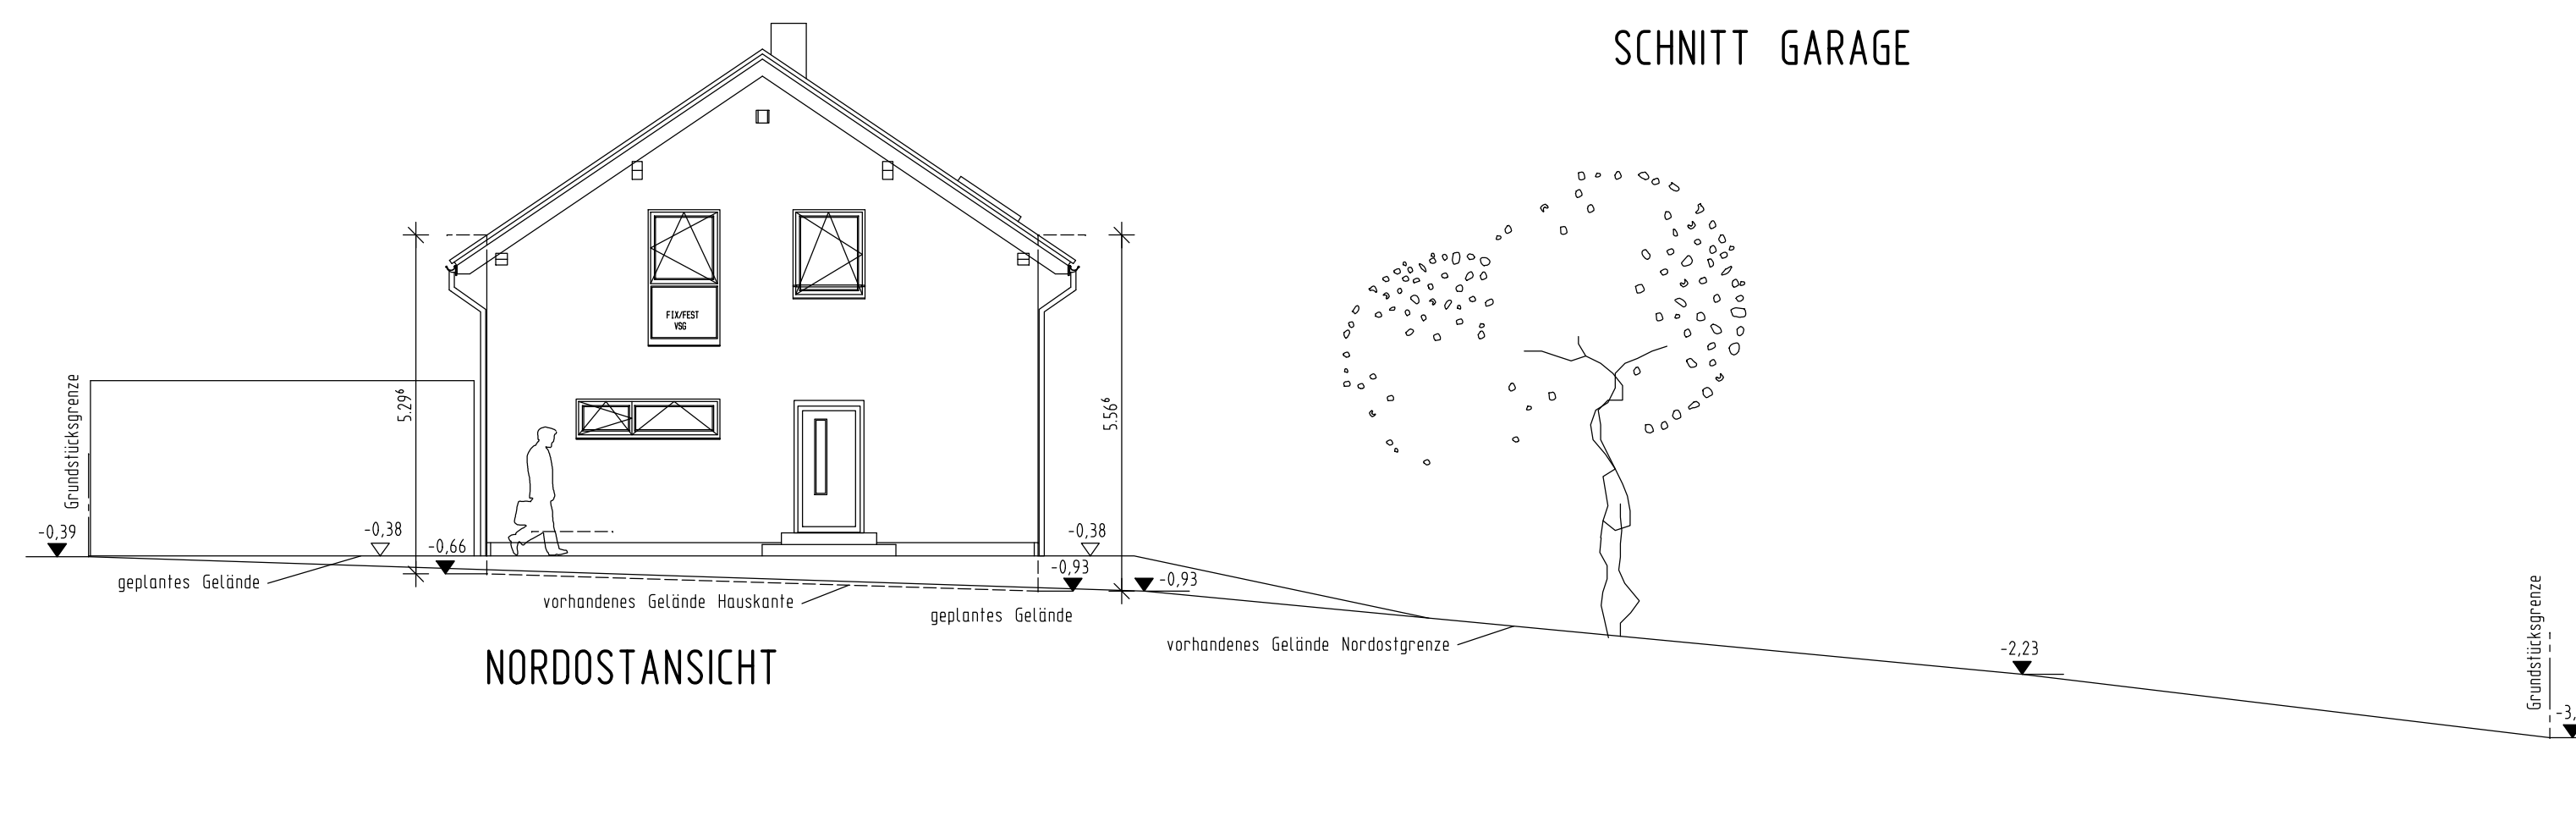 SCHNITT GARAGE
FIX/FEST
VSG
Grundstücksgrenze
5.29⁶
5.56⁶
-0,39
-0,38
-0,66
-0,38
-0,93
-0,93
geplantes Gelände
vorhandenes Gelände Hauskante
geplantes Gelände
vorhandenes Gelände Nordostgrenze
-2,23
Grundstücksgrenze
-3,
NORDOSTANSICHT